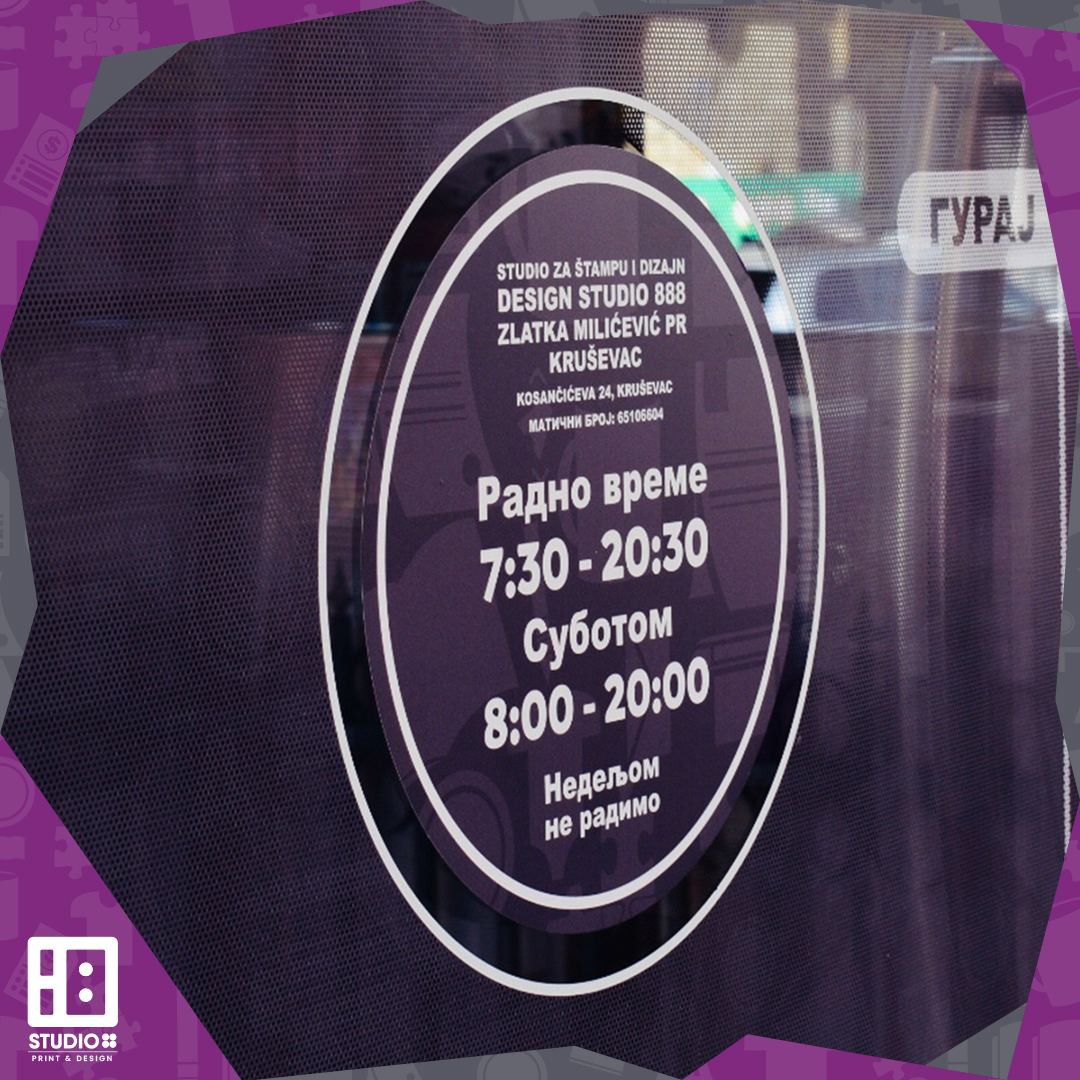 ГУРАЈ
STUDIO ZA ŠTAMPU I DIZAJN
DESIGN STUDIO 888
ZLATKA MILIĆEVIĆ PR
KRUŠEVAC
KOSANČIĆEVA 24, KRUŠEVAC
МАТИЧНИ БРОЈ: 65106604
Радно време
7:30 - 20:30
Суботом
8:00 - 20:00
Недељом
не радимо
STUDIO
PRINT & DESIGN